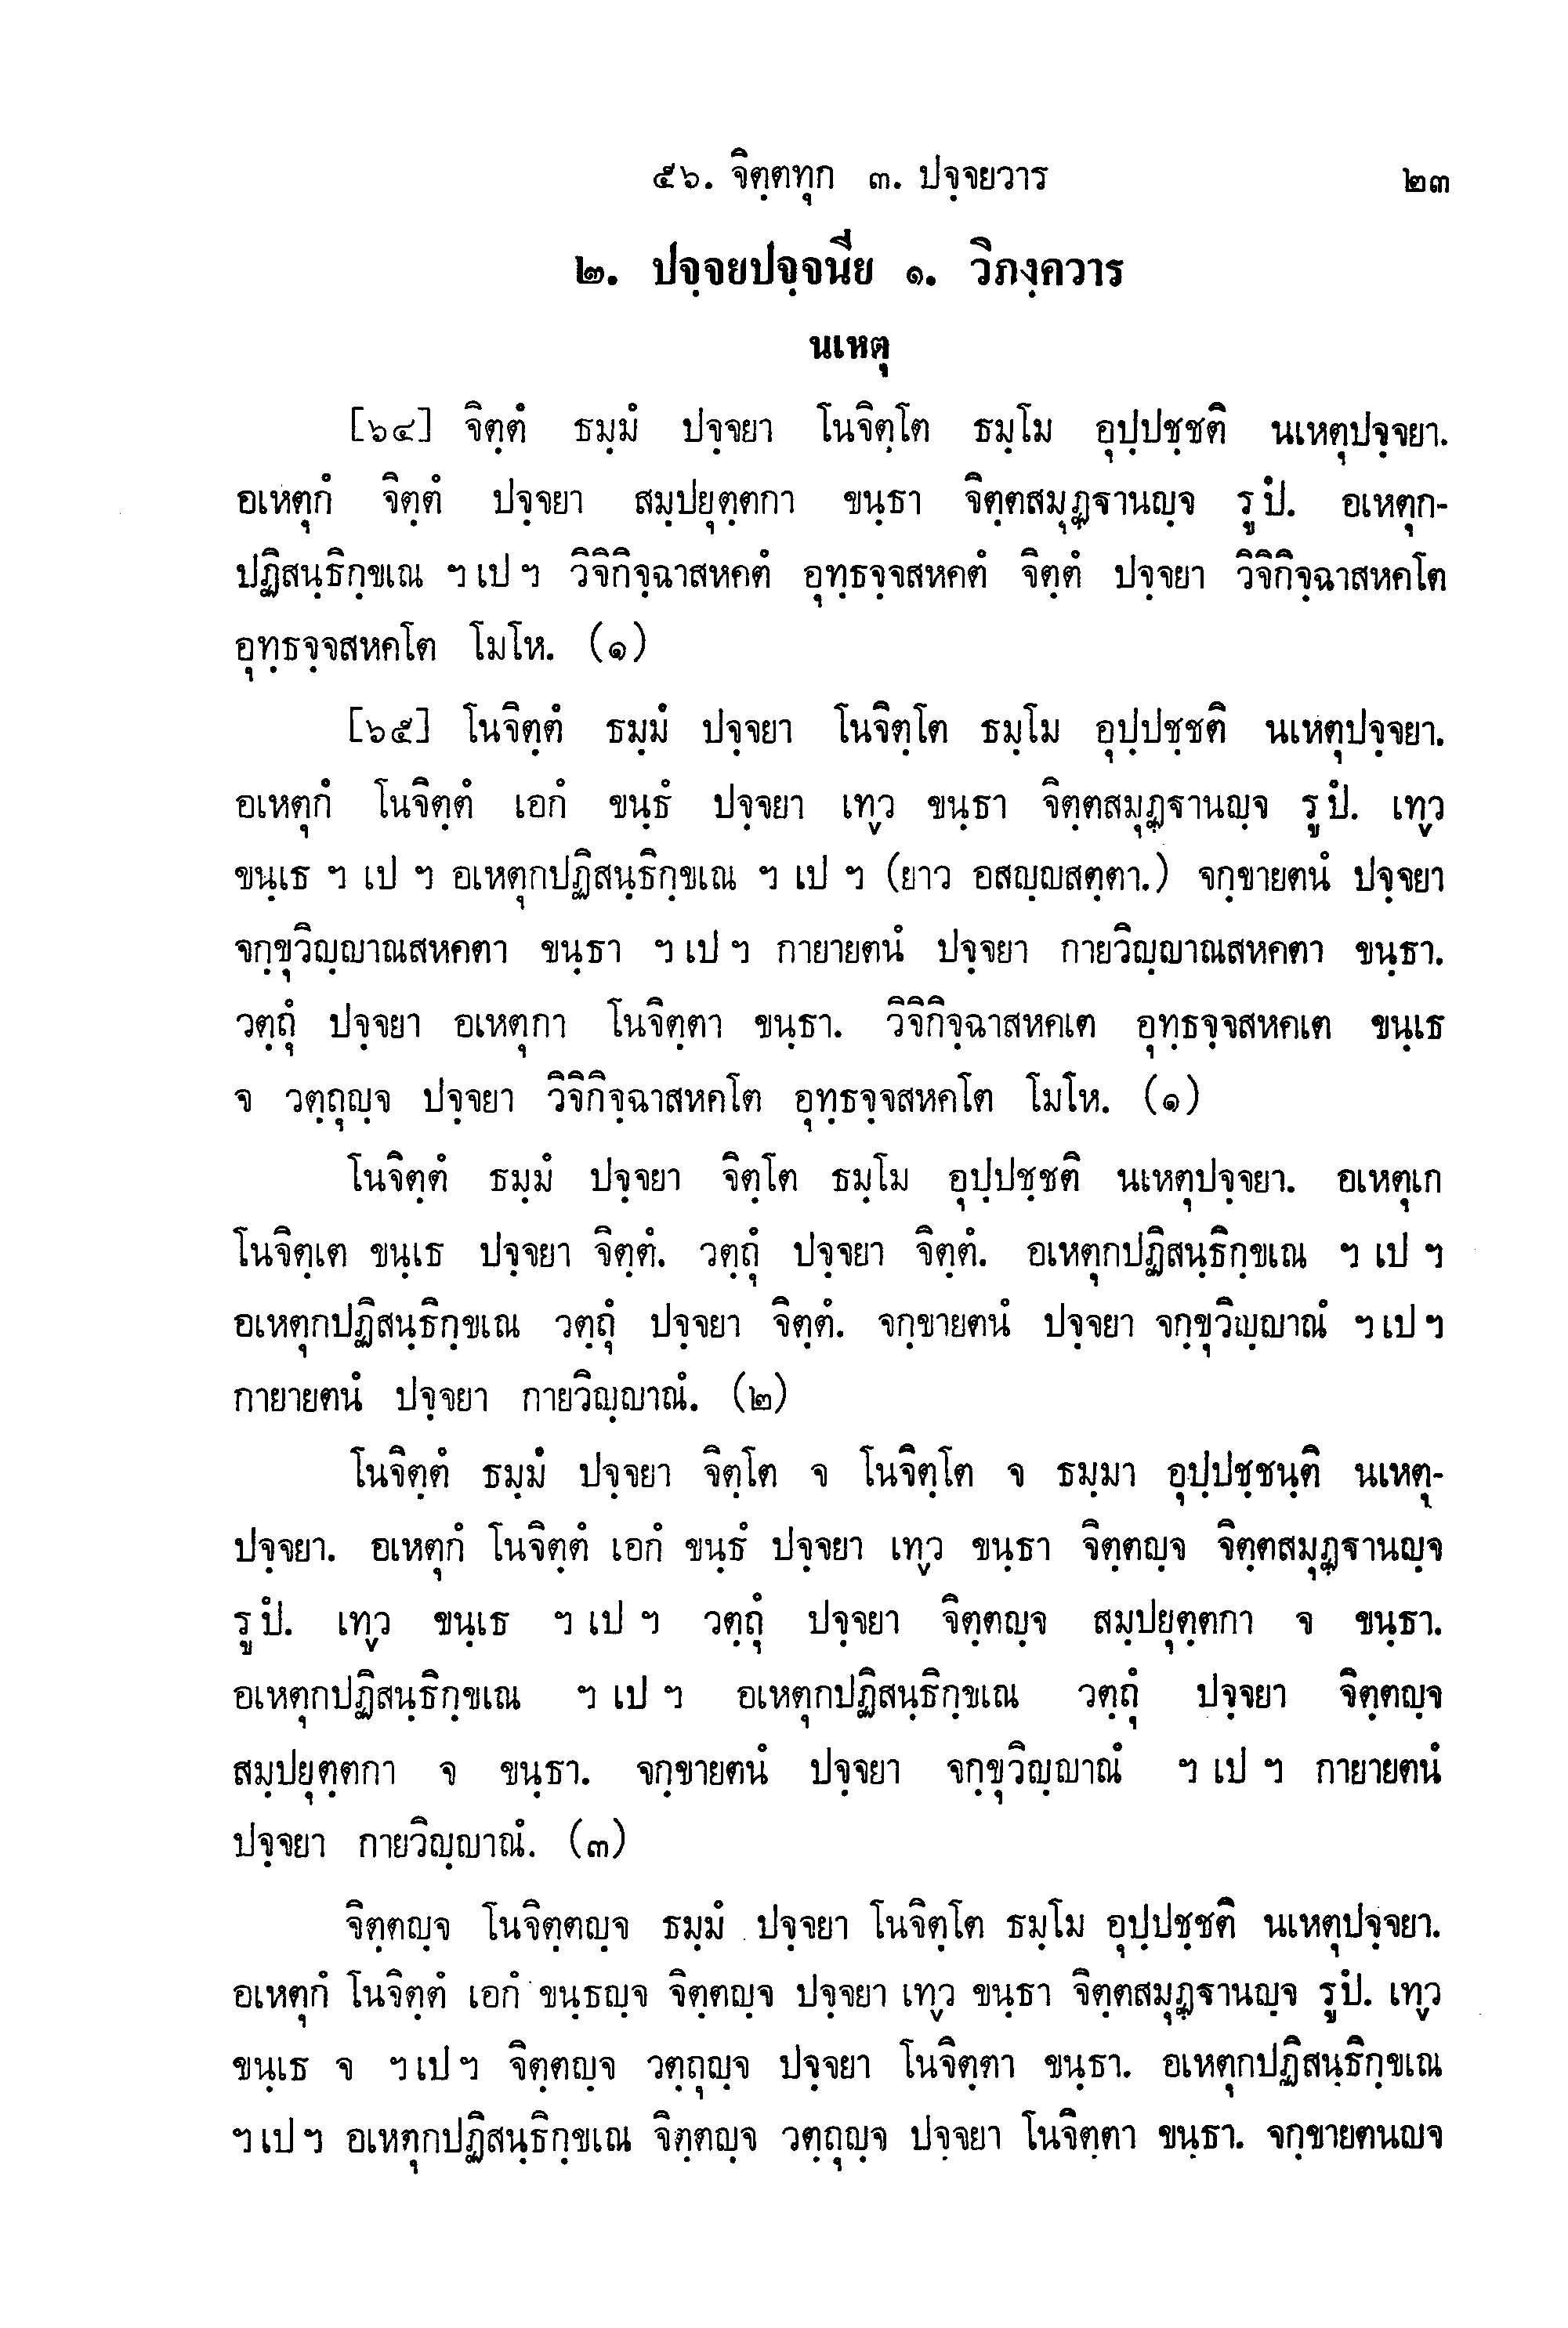 ๕๖. จิตฺตทุก ๓. ปจฺจยวาร ๒๓
๒. ปจฺจยปจฺจนีย ๑. วิภงฺควาร
นเหตุ
[๖๔] จิตฺตํ ธมฺมํ ปจฺจยา โนจิตฺโต ธมฺโม อุปฺปชฺชติ นเหตุปจฺจยา.
อเหตุกํ จิตฺตํ ปจฺจยา สมฺปยุตฺตกา ขนฺธา จิตฺตสมุฏฺฐานญฺจ รูปํ. อเหตุก-
ปฏิสนฺธิกฺขเณ ฯ เป ฯ วิจิกิจฺฉาสหคตํ อุทฺธจฺจสหคตํ จิตฺตํ ปจฺจยา วิจิกิจฺฉาสหคโต
อุทฺธจฺจสหคโต โมโห. (๑)
[๖๕] โนจิตฺตํ ธมฺมํ ปจฺจยา โนจิตฺโต ธมฺโม อุปฺปชฺชติ นเหตุปจฺจยา.
อเหตุกํ โนจิตฺตํ เอกํ ขนฺธํ ปจฺจยา เทฺว ขนฺธา จิตฺตสมุฏฺฐานญฺจ รูปํ. เทฺว
ขนฺเธ ฯ เป ฯ อเหตุกปฏิสนฺธิกฺขเณ ฯ เป ฯ (ยาว อสญฺญสตฺตา.) จกฺขายตนํ ปจฺจยา
จกฺขุวิญฺญาณสหคตา ขนฺธา ฯ เป ฯ กายายตนํ ปจฺจยา กายวิญฺญาณสหคตา ขนฺธา.
วตฺถุํ ปจฺจยา อเหตุกา โนจิตฺตา ขนฺธา. วิจิกิจฺฉาสหคเต อุทฺธจฺจสหคเต ขนฺเธ
จ วตฺถุญฺจ ปจฺจยา วิจิกิจฺฉาสหคโต อุทฺธจฺจสหคโต โมโห. (๑)
โนจิตฺตํ ธมฺมํ ปจฺจยา จิตฺโต ธมฺโม อุปฺปชฺชติ นเหตุปจฺจยา. อเหตุเก
โนจิตฺเต ขนฺเธ ปจฺจยา จิตฺตํ. วตฺถุํ ปจฺจยา จิตฺตํ. อเหตุกปฏิสนฺธิกฺขเณ ฯ เป ฯ
อเหตุกปฏิสนฺธิกฺขเณ วตฺถุํ ปจฺจยา จิตฺตํ. จกฺขายตนํ ปจฺจยา จกฺขุวิญฺญาณํ ฯ เป ฯ
กายายตนํ ปจฺจยา กายวิญฺญาณํ. (๒)
โนจิตฺตํ ธมฺมํ ปจฺจยา จิตฺโต จ โนจิตฺโต จ ธมฺมา อุปฺปชฺชนฺติ นเหตุ-
ปจฺจยา. อเหตุกํ โนจิตฺตํ เอกํ ขนฺธํ ปจฺจยา เทฺว ขนฺธา จิตฺตญฺจ จิตฺตสมุฏฺฐานญฺจ
รูปํ. เทฺว ขนฺเธ ฯ เป ฯ วตฺถุํ ปจฺจยา จิตฺตญฺจ สมฺปยุตฺตกา จ ขนฺธา.
อเหตุกปฏิสนฺธิกฺขเณ ฯ เป ฯ อเหตุกปฏิสนฺธิกฺขเณ วตฺถุํ ปจฺจยา จิตฺตญฺจ
สมฺปยุตฺตกา จ ขนฺธา. จกฺขายตนํ ปจฺจยา จกฺขุวิญฺญาณํ ฯ เป ฯ กายายตนํ
ปจฺจยา กายวิญฺญาณํ. (๓)
จิตฺตญฺจ โนจิตฺตญฺจ ธมฺมํ ปจฺจยา โนจิตฺโต ธมฺโม อุปฺปชฺชติ นเหตุปจฺจยา.
อเหตุกํ โนจิตฺตํ เอกํ ขนฺธญฺจ จิตฺตญฺจ ปจฺจยา เทฺว ขนฺธา จิตฺตสมุฏฺฐานญฺจ รูปํ. เทฺว
ขนฺเธ จ ฯ เป ฯ จิตฺตญฺจ วตฺถุญฺจ ปจฺจยา โนจิตฺตา ขนฺธา. อเหตุกปฏิสนฺธิกฺขเณ
ฯ เป ฯ อเหตุกปฏิสนฺธิกฺขเณ จิตฺตญฺจ วตฺถุญฺจ ปจฺจยา โนจิตฺตา ขนฺธา. จกฺขายตนญจ